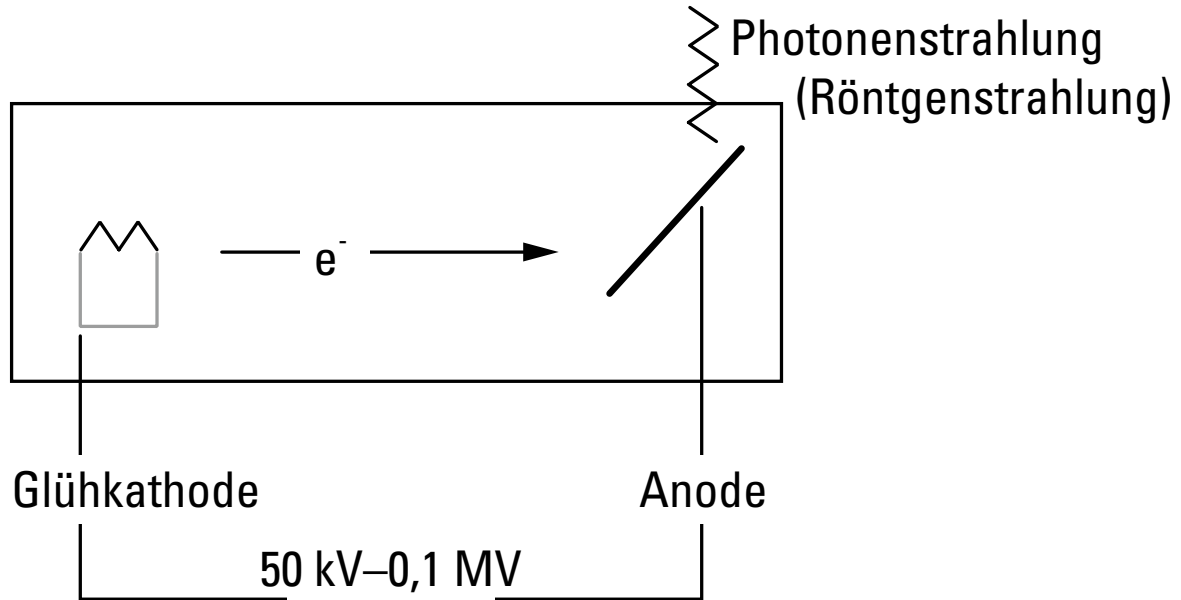 Photonenstrahlung
(Röntgenstrahlung)
e-
Glühkathode
Anode
50 kV–0,1 MV